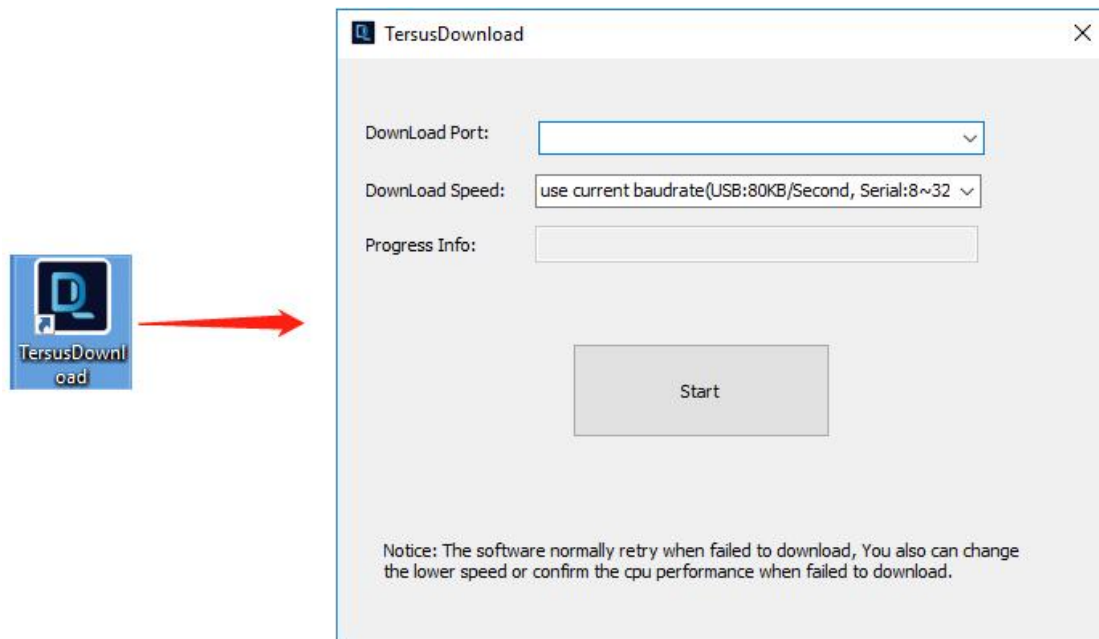 TersusDownload
DownLoad Port:
DownLoad Speed:
use current baudrate(USB:80KB/Second, Serial:8~32
Progress Info:
TersusDownl
oad
Start
Notice: The software normally retry when failed to download, You also can change
the lower speed or confirm the cpu performance when failed to download.